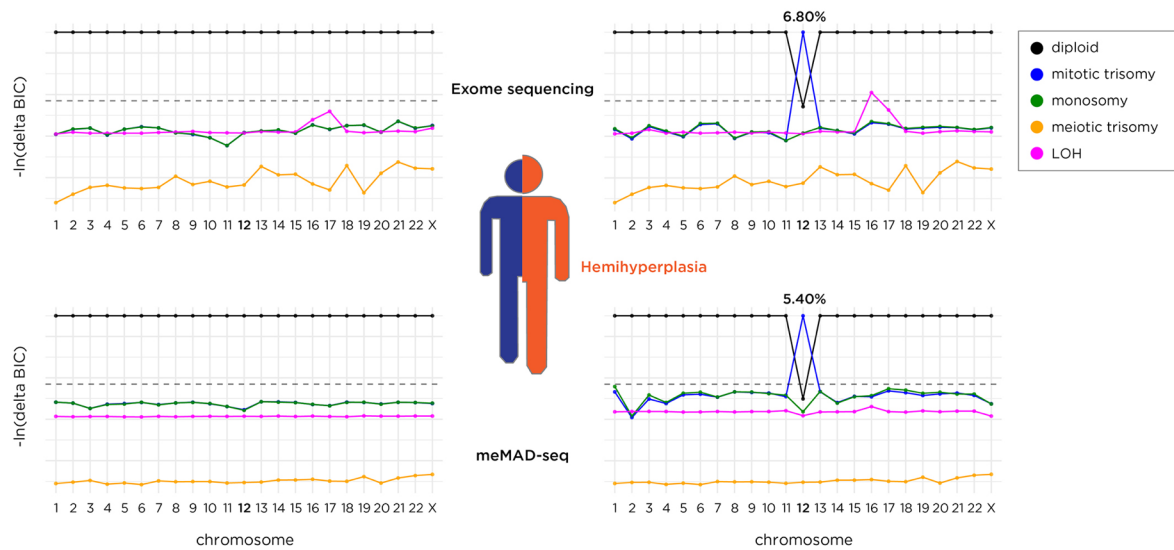 6.80%
diploid
mitotic trisomy
monosomy
meiotic trisomy
LOH
-ln(delta BIC)
Exome sequencing
1 2 3 4 5 6 7 8 9 10 11 12 13 14 15 16 17 18 19 20 21 22 X
1 2 3 4 5 6 7 8 9 10 11 12 13 14 15 16 17 18 19 20 21 22 X
Hemihyperplasia
5.40%
-ln(delta BIC)
meMAD-seq
1 2 3 4 5 6 7 8 9 10 11 12 13 14 15 16 17 18 19 20 21 22 X
1 2 3 4 5 6 7 8 9 10 11 12 13 14 15 16 17 18 19 20 21 22 X
chromosome
chromosome